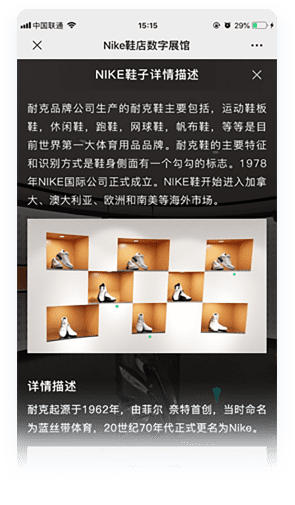 中国联通
15:15
29%
Nike鞋店数字展馆
NIKE鞋子详情描述
耐克品牌公司生产的耐克鞋主要包括，运动鞋板
鞋，休闲鞋，跑鞋，网球鞋，帆布鞋，等等是目
前世界第一大体育用品品牌。耐克鞋的主要特征
和识别方式是鞋身侧面有一个勾勾的标志。1978
年NIKE国际公司正式成立。NIKE鞋开始进入加拿
大、澳大利亚、欧洲和南美等海外市场。
详情描述
耐克起源于1962年，由菲尔 奈特首创，当时命名
为蓝丝带体育，20世纪70年代正式更名为Nike。